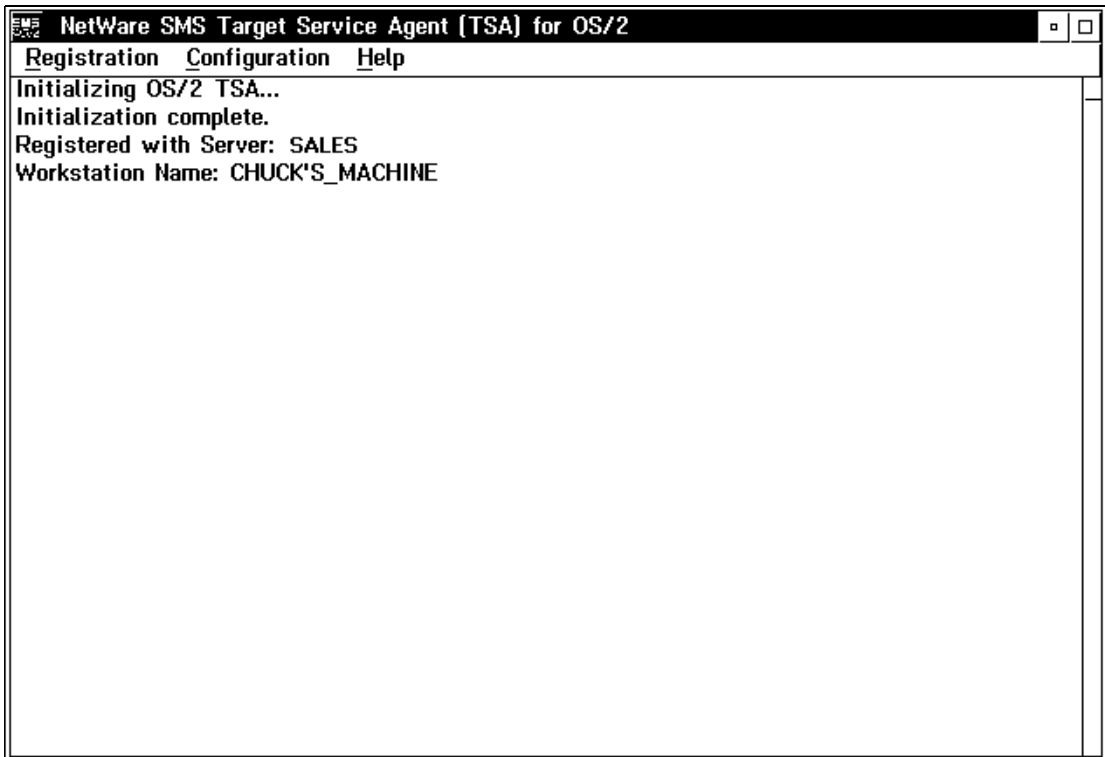 NetWare SMS Target Service Agent (TSA) for OS/2
Registration Configuration Help
Initializing OS/2 TSA...
Initialization complete.
Registered with Server: SALES
Workstation Name: CHUCK'S_MACHINE